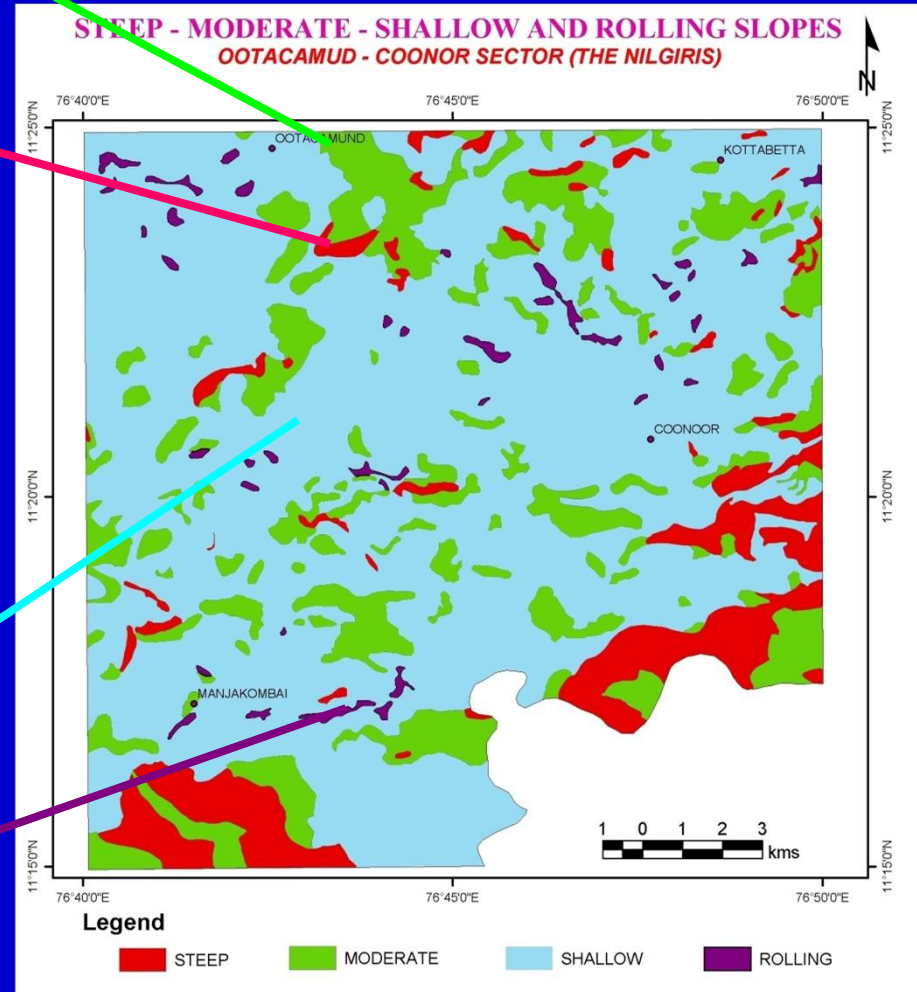 STEEP - MODERATE - SHALLOW AND ROLLING SLOPES
OOTACAMUD - COONOR SECTOR (THE NILGIRIS)
N
76°40'0"E 76°45'0"E 76°50'0"E
11°25'0"N 11°25'0"N
OOTACAMUND
KOTTABETTA
COONOOR
11°20'0"N 11°20'0"N
MANJAKOMBAI
1 0 1 2 3
kms
11°15'0"N 11°15'0"N
76°40'0"E 76°45'0"E 76°50'0"E
Legend
STEEP MODERATE SHALLOW ROLLING